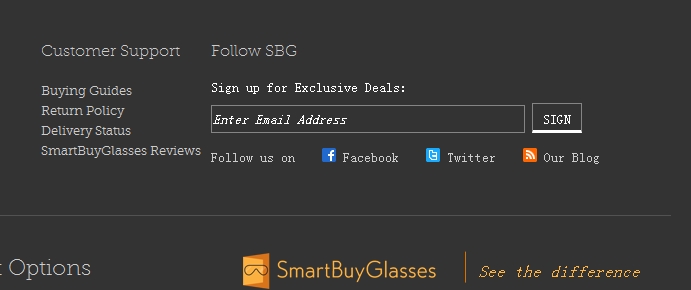 Customer Support
Buying Guides
Return Policy
Delivery Status
SmartBuyGlasses Reviews
Follow SBG
Sign up for Exclusive Deals:
Enter Email Address
SIGN
Follow us on Facebook Twitter Our Blog
Options
SmartBuyGlasses
See the difference